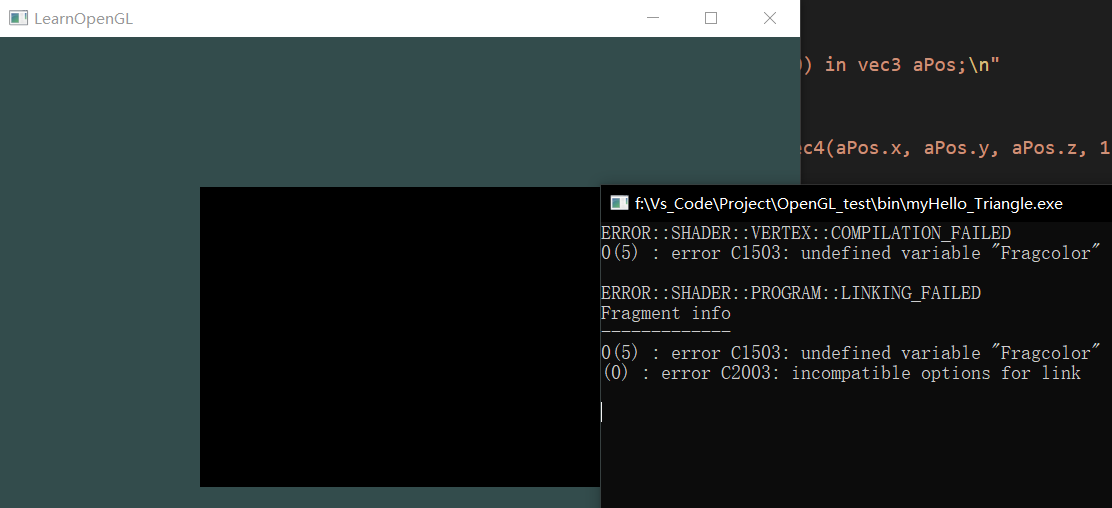 LearnOpenGL
) in vec3 aPos;\n"
ec4(aPos.x, aPos.y, aPos.z, 1
f:\Vs_Code\Project\OpenGL_test\bin\myHello_Triangle.exe
ERROR::SHADER::VERTEX::COMPILATION_FAILED
0(5) : error C1503: undefined variable "Fragcolor"
ERROR::SHADER::PROGRAM::LINKING_FAILED
Fragment info
-------------
0(5) : error C1503: undefined variable "Fragcolor"
(0) : error C2003: incompatible options for link